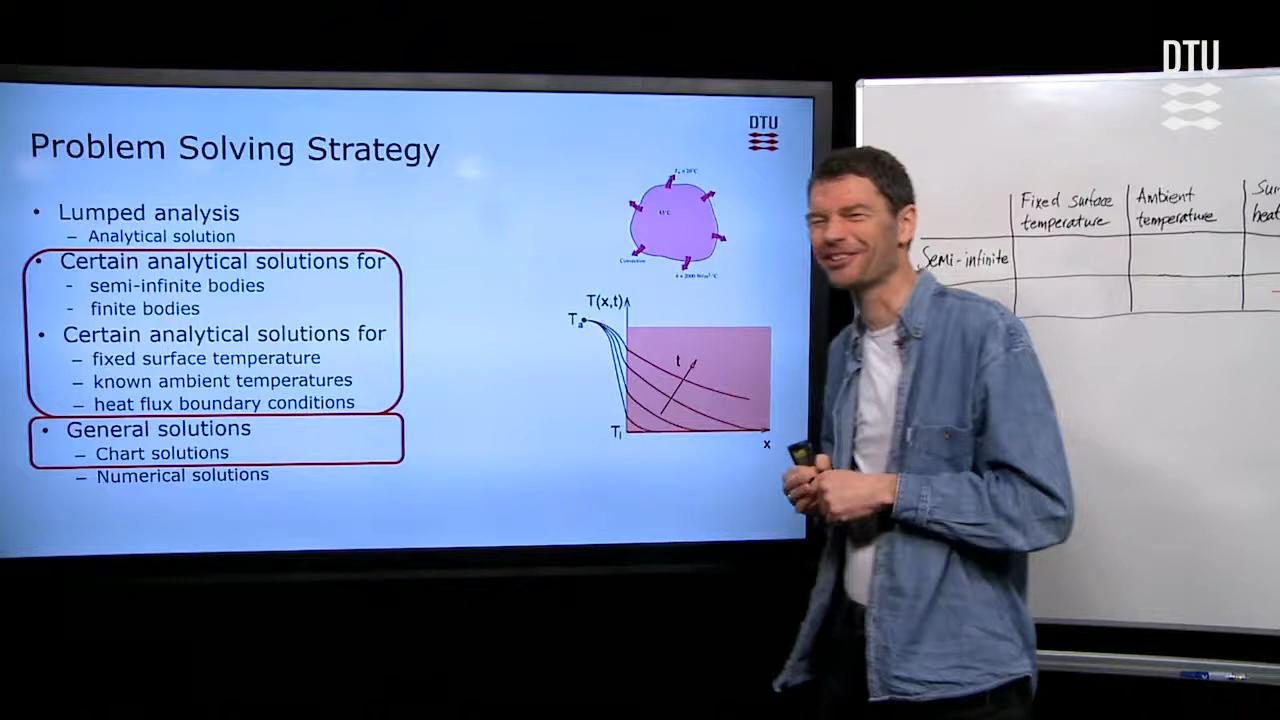 DTU
DTU
Problem Solving Strategy
• Lumped analysis
– Analytical solution
• Certain analytical solutions for
- semi-infinite bodies
- finite bodies
• Certain analytical solutions for
– fixed surface temperature
– known ambient temperatures
– heat flux boundary conditions
• General solutions
– Chart solutions
– Numerical solutions
T(x,t)
Ta
t
Ti
x
Fixed surface
temperature
Ambient
temperature
Sur
heat
Semi-infinite